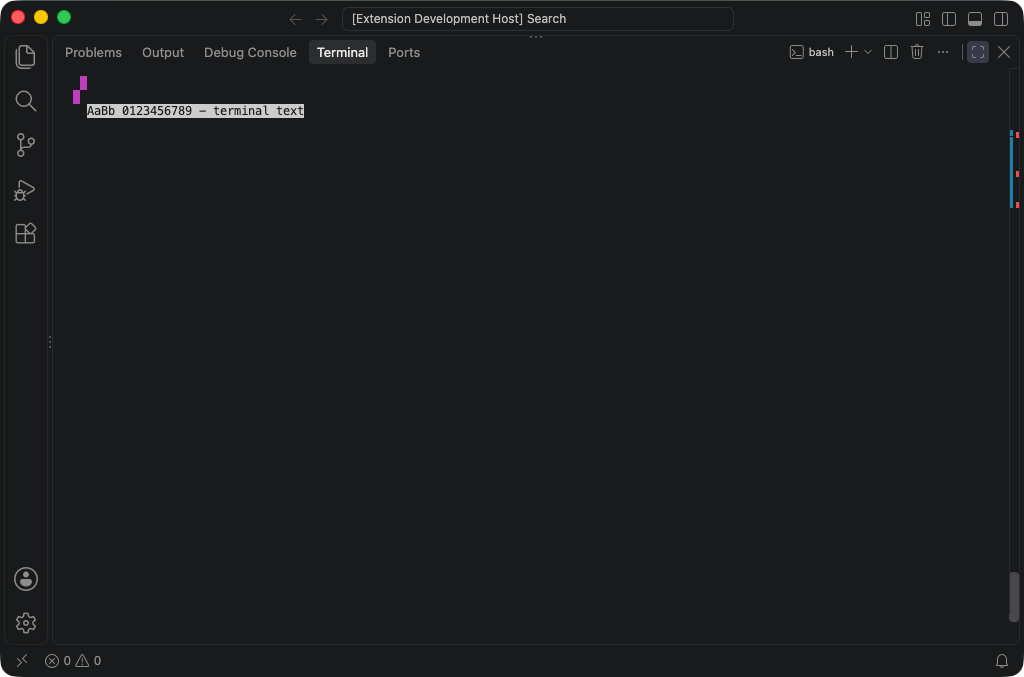 [Extension Development Host] Search
Problems Output Debug Console Terminal Ports
bash
AaBb 0123456789 — terminal text
0 0